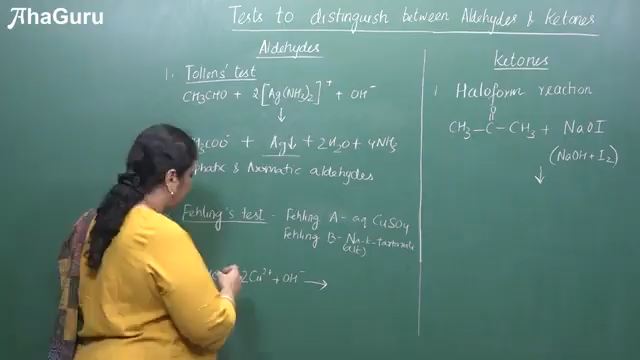 AhaGuru
Tests to distinguish between Aldehydes & Ketones
Aldehydes
1. Tollens' test
CH₃CHO + 2[Ag(NH₃)₂]⁺ + OH⁻
↓
COO⁻ + Ag↓ + 2H₂O + 4NH₃
& Aromatic aldehydes
Fehling's test - Fehling A - aq CuSO₄
Fehling B - Na-K-tartarate
2Cu²⁺ + OH⁻ →
Ketones
1 Haloform reaction
O
CH₃-C-CH₃ + NaOI
(NaOH + I₂)
↓